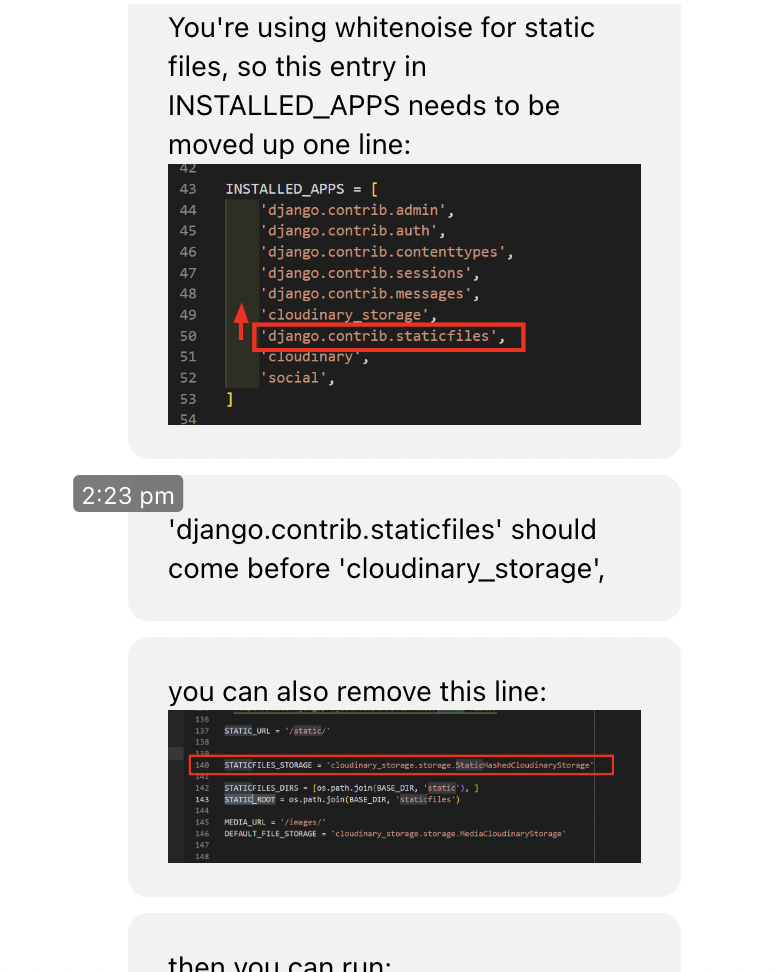 You're using whitenoise for static
files, so this entry in
INSTALLED_APPS needs to be
moved up one line:
42
43 INSTALLED_APPS = [
44 'django.contrib.admin',
45 'django.contrib.auth',
46 'django.contrib.contenttypes',
47 'django.contrib.sessions',
48 'django.contrib.messages',
49 'cloudinary_storage',
50 'django.contrib.staticfiles',
51 'cloudinary',
52 'social',
53 ]
54
2:23 pm
'django.contrib.staticfiles' should
come before 'cloudinary_storage',
you can also remove this line:
136
137 STATIC_URL = '/static/'
138
139
140 STATICFILES_STORAGE = 'cloudinary_storage.storage.StaticHashedCloudinaryStorage'
141
142 STATICFILES_DIRS = [os.path.join(BASE_DIR, 'static'), ]
143 STATIC_ROOT = os.path.join(BASE_DIR, 'staticfiles')
144
145 MEDIA_URL = '/images/'
146 DEFAULT_FILE_STORAGE = 'cloudinary_storage.storage.MediaCloudinaryStorage'
147
148
then you can run: